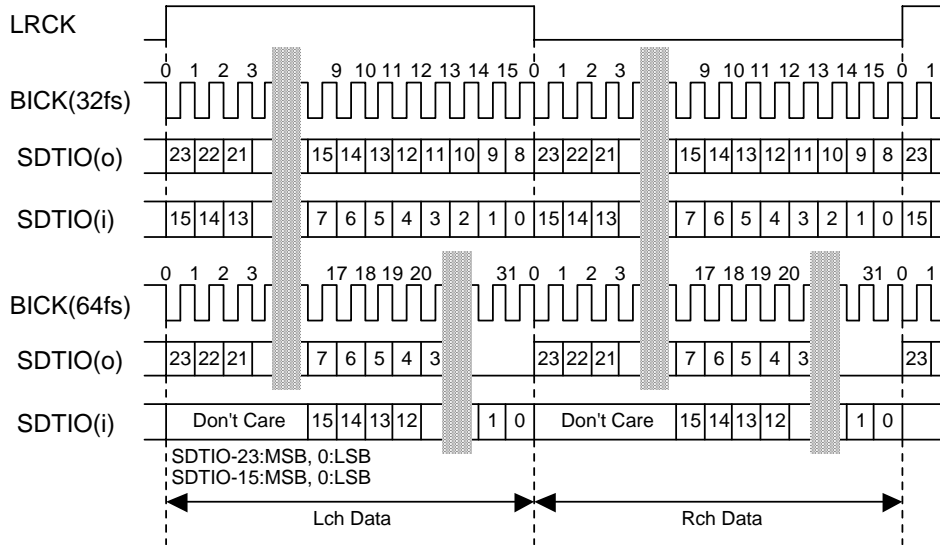 LRCK
0 1 2 3 9 10 11 12 13 14 15 0 1 2 3 9 10 11 12 13 14 15 0 1
BICK(32fs)
SDTIO(o) 23 22 21 15 14 13 12 11 10 9 8 23 22 21 15 14 13 12 11 10 9 8 23
SDTIO(i) 15 14 13 7 6 5 4 3 2 1 0 15 14 13 7 6 5 4 3 2 1 0 15
0 1 2 3 17 18 19 20 31 0 1 2 3 17 18 19 20 31 0 1
BICK(64fs)
SDTIO(o) 23 22 21 7 6 5 4 3 23 22 21 7 6 5 4 3 23
SDTIO(i) Don't Care 15 14 13 12 1 0 Don't Care 15 14 13 12 1 0
SDTIO-23:MSB, 0:LSB
SDTIO-15:MSB, 0:LSB
Lch Data Rch Data